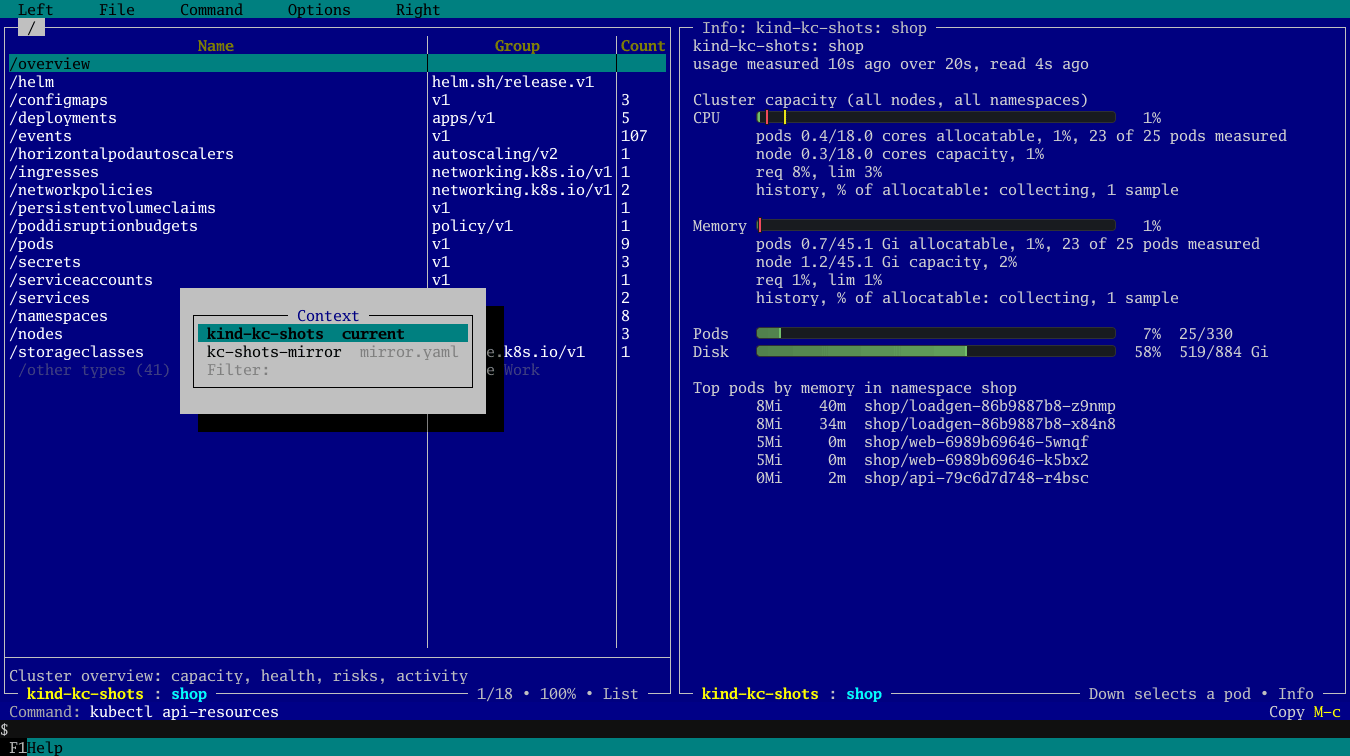 Left File Command Options Right
/
Name Group Count
/overview
/helm helm.sh/release.v1
/configmaps v1 3
/deployments apps/v1 5
/events v1 107
/horizontalpodautoscalers autoscaling/v2 1
/ingresses networking.k8s.io/v1 1
/networkpolicies networking.k8s.io/v1 2
/persistentvolumeclaims v1 1
/poddisruptionbudgets policy/v1 1
/pods v1 9
/secrets v1 3
/serviceaccounts v1 1
/services 2
/namespaces 8
/nodes 3
/storageclasses e.k8s.io/v1 1
/other types (41) e Work
Context
kind-kc-shots current
kc-shots-mirror mirror.yaml
Filter:
Cluster overview: capacity, health, risks, activity
kind-kc-shots : shop 1/18 • 100% • List
Info: kind-kc-shots: shop
kind-kc-shots: shop
usage measured 10s ago over 20s, read 4s ago
Cluster capacity (all nodes, all namespaces)
CPU 1%
pods 0.4/18.0 cores allocatable, 1%, 23 of 25 pods measured
node 0.3/18.0 cores capacity, 1%
req 8%, lim 3%
history, % of allocatable: collecting, 1 sample
Memory 1%
pods 0.7/45.1 Gi allocatable, 1%, 23 of 25 pods measured
node 1.2/45.1 Gi capacity, 2%
req 1%, lim 1%
history, % of allocatable: collecting, 1 sample
Pods 7% 25/330
Disk 58% 519/884 Gi
Top pods by memory in namespace shop
8Mi 40m shop/loadgen-86b9887b8-z9nmp
8Mi 34m shop/loadgen-86b9887b8-x84n8
5Mi 0m shop/web-6989b69646-5wnqf
5Mi 0m shop/web-6989b69646-k5bx2
0Mi 2m shop/api-79c6d7d748-r4bsc
kind-kc-shots : shop Down selects a pod • Info
Command: kubectl api-resources Copy M-c
$
F1Help